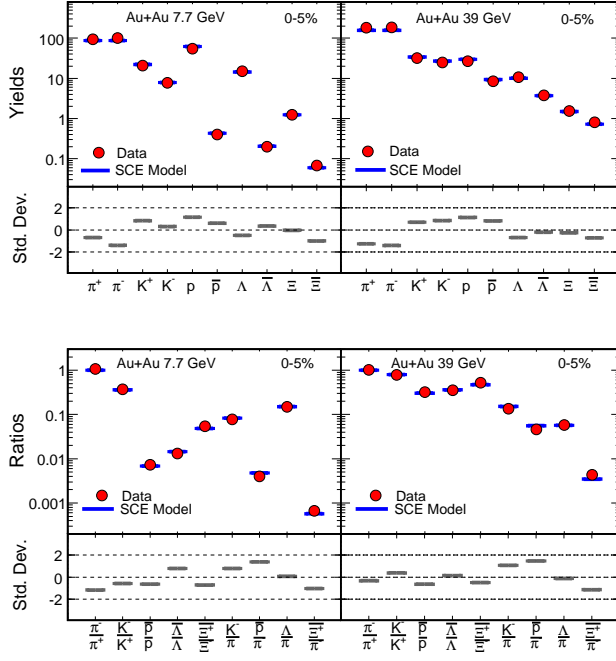 Au+Au 7.7 GeV 0-5% Au+Au 39 GeV 0-5%
Yields
100
10
1
0.1
Data Data
SCE Model SCE Model
Std. Dev.
2
0
−2
π⁺ π⁻ K⁺ K⁻ p p̅ Λ Λ̅ Ξ Ξ̅ π⁺ π⁻ K⁺ K⁻ p p̅ Λ Λ̅ Ξ Ξ̅
Au+Au 7.7 GeV 0-5% Au+Au 39 GeV 0-5%
Ratios
1
0.1
0.01
0.001
Data Data
SCE Model SCE Model
Std. Dev.
2
0
−2
π⁻ K⁻ p̅ Λ̅ Ξ̅⁺ K⁻ p̅ Λ Ξ̅⁺ π⁻ K⁻ p̅ Λ̅ Ξ̅⁺ K⁻ p̅ Λ Ξ̅⁺
π⁺ K⁺ p Λ Ξ⁻ π⁻ π⁻ π⁻ π⁻ π⁺ K⁺ p Λ Ξ⁻ π⁻ π⁻ π⁻ π⁻